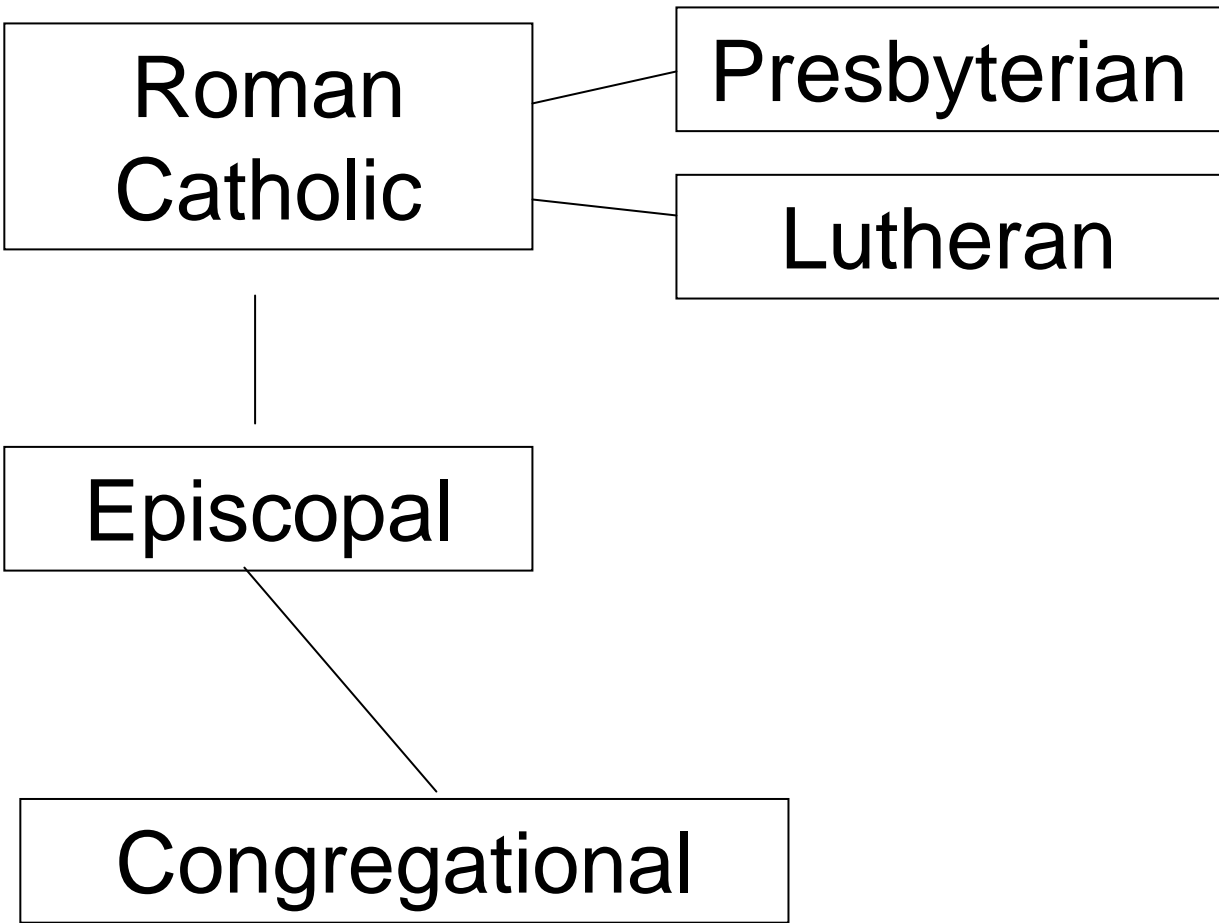 Roman
Catholic
Presbyterian
Lutheran
Episcopal
Congregational